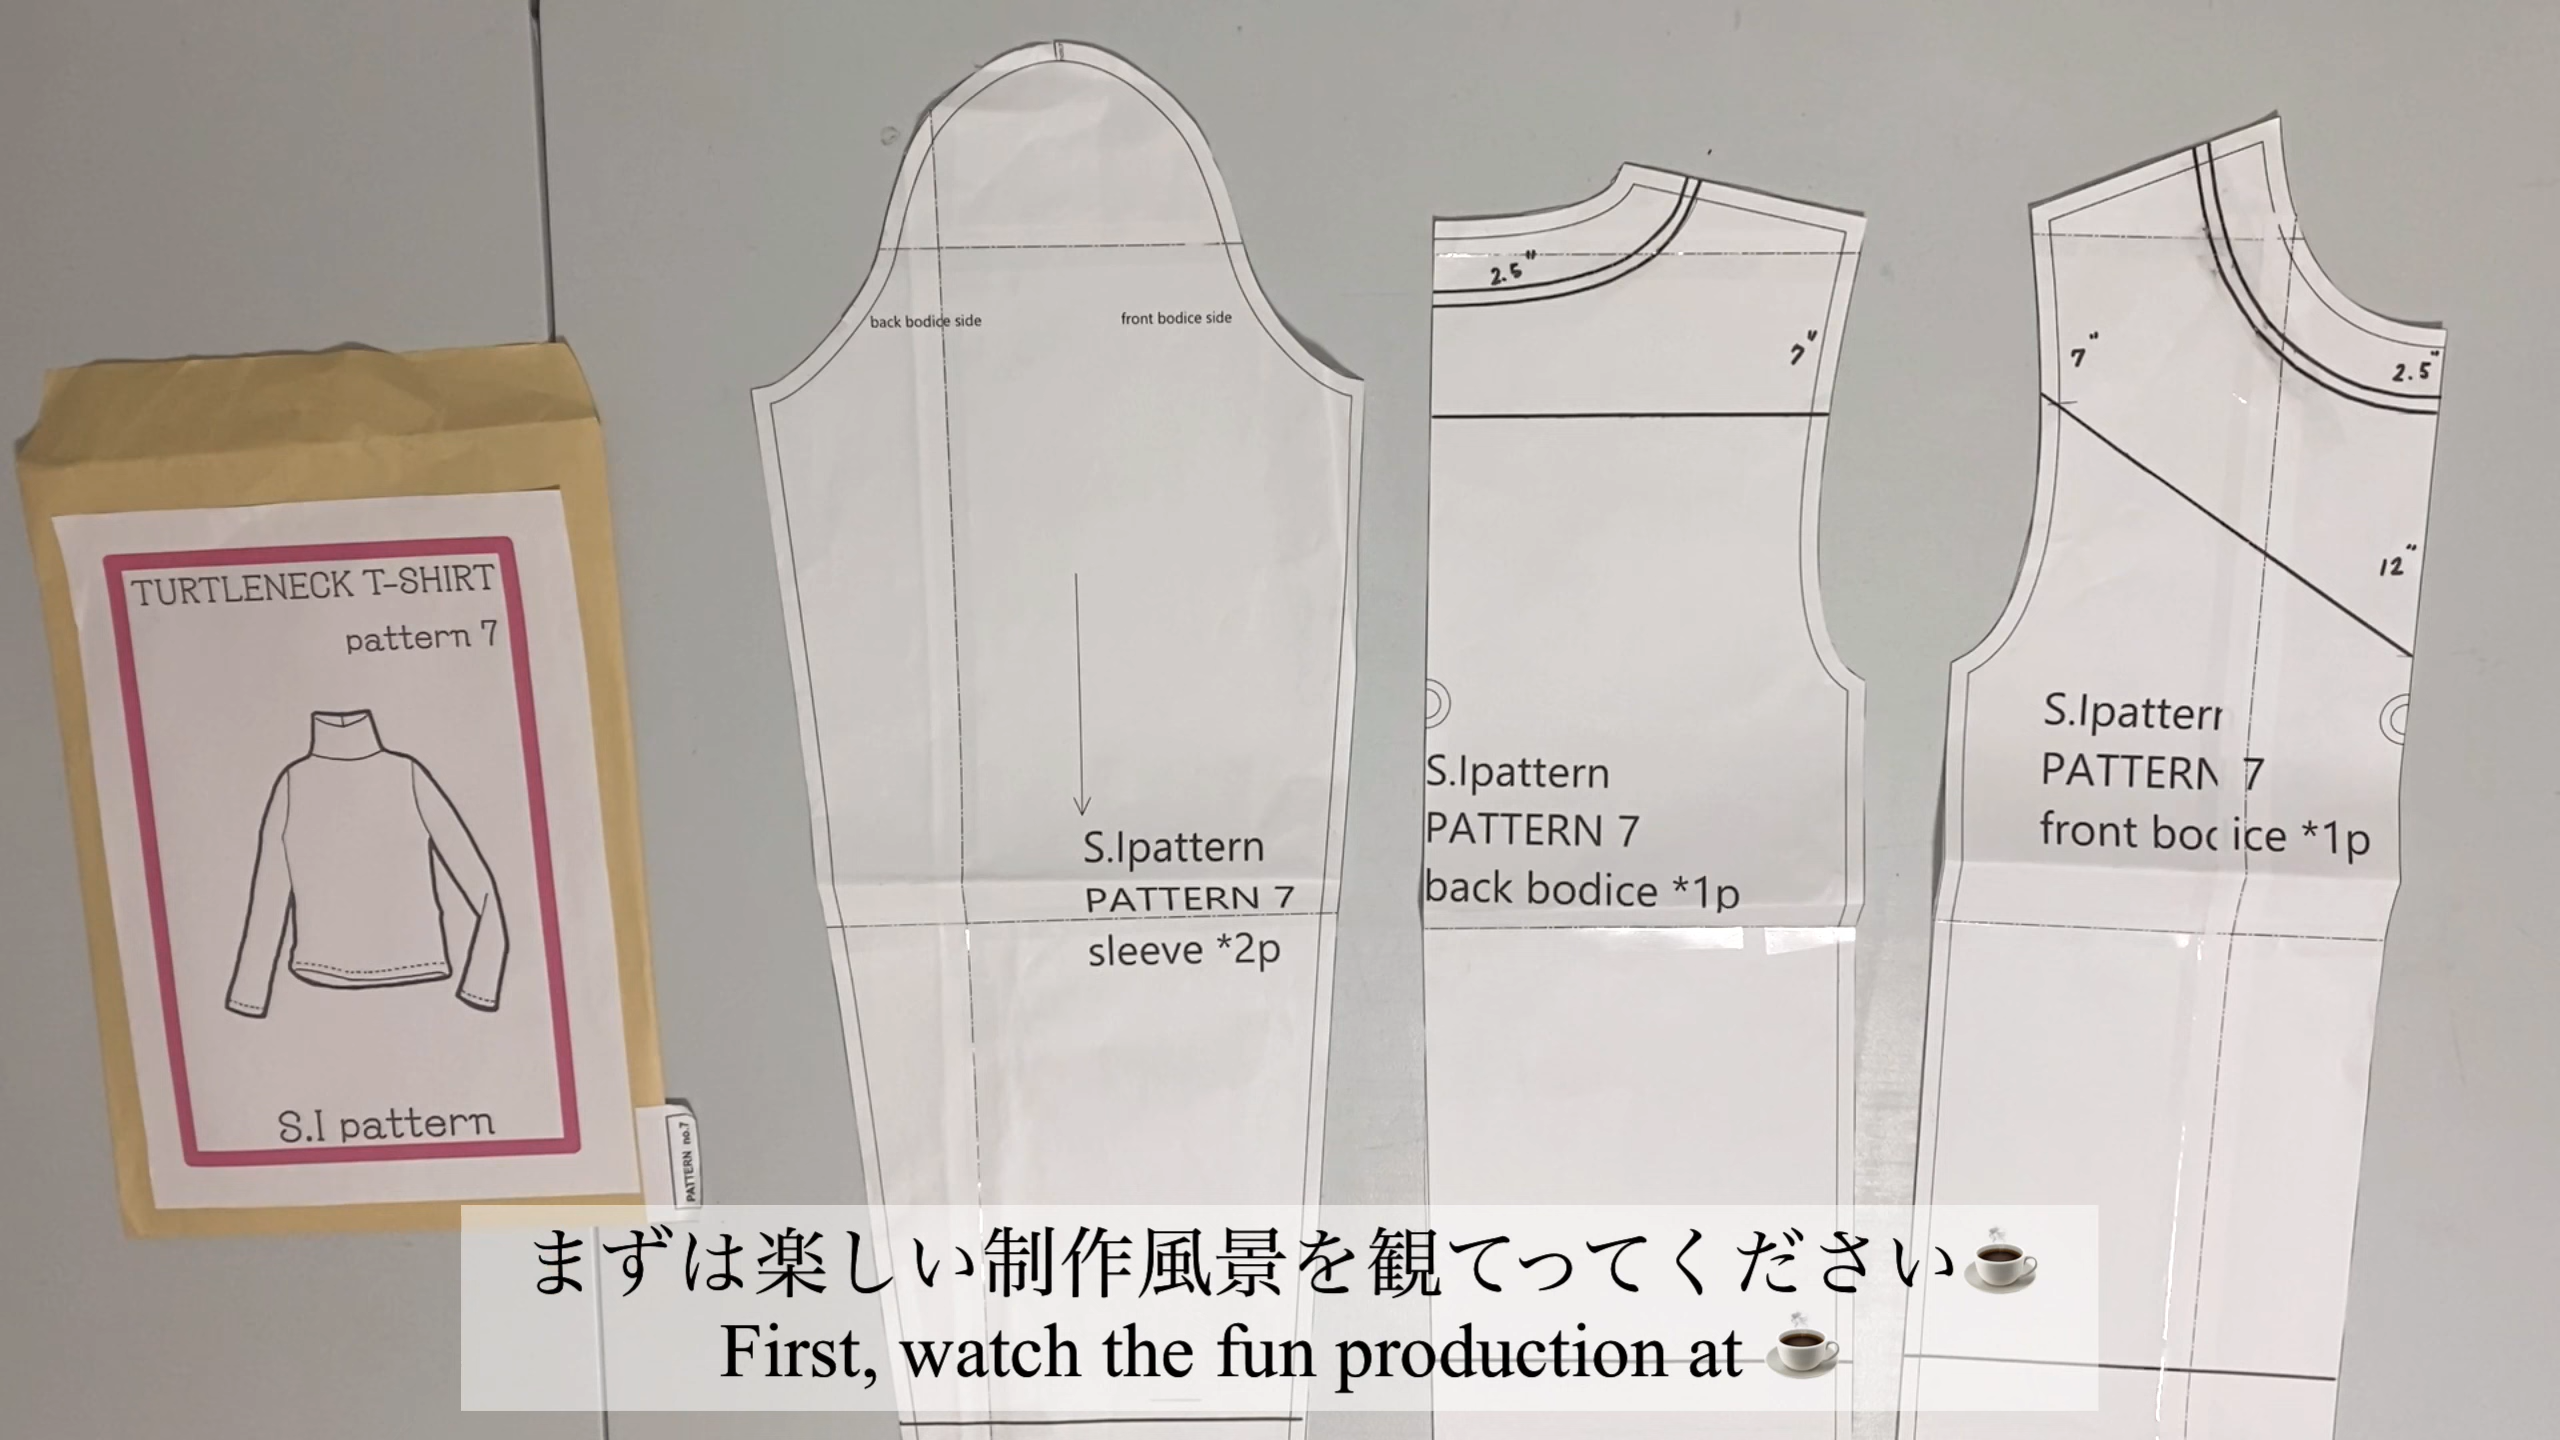 TURTLENECK T-SHIRT
pattern 7
S.I pattern
PATTERN no.7
back bodice side
front bodice side
S.Ipattern
PATTERN 7
sleeve *2p
2.5"
7"
S.Ipattern
PATTERN 7
back bodice *1p
7"
2.5"
12"
S.Ipattern
PATTERN 7
front bodice *1p
まずは楽しい制作風景を観てってください☕
First, watch the fun production at ☕